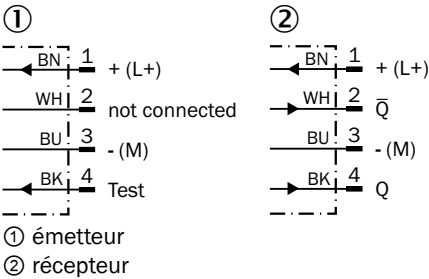 ①
BN 1 + (L+)
WH 2 not connected
BU 3 - (M)
BK 4 Test
②
BN 1 + (L+)
WH 2 Q̅
BU 3 - (M)
BK 4 Q
① émetteur
② récepteur